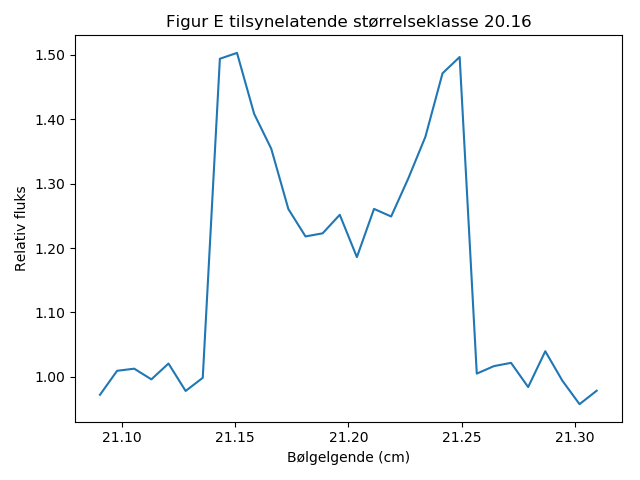 Figur E tilsynelatende størrelseklasse 20.16
1.50
1.40
1.30
1.20
1.10
1.00
Relativ fluks
21.10 21.15 21.20 21.25 21.30
Bølgelgende (cm)